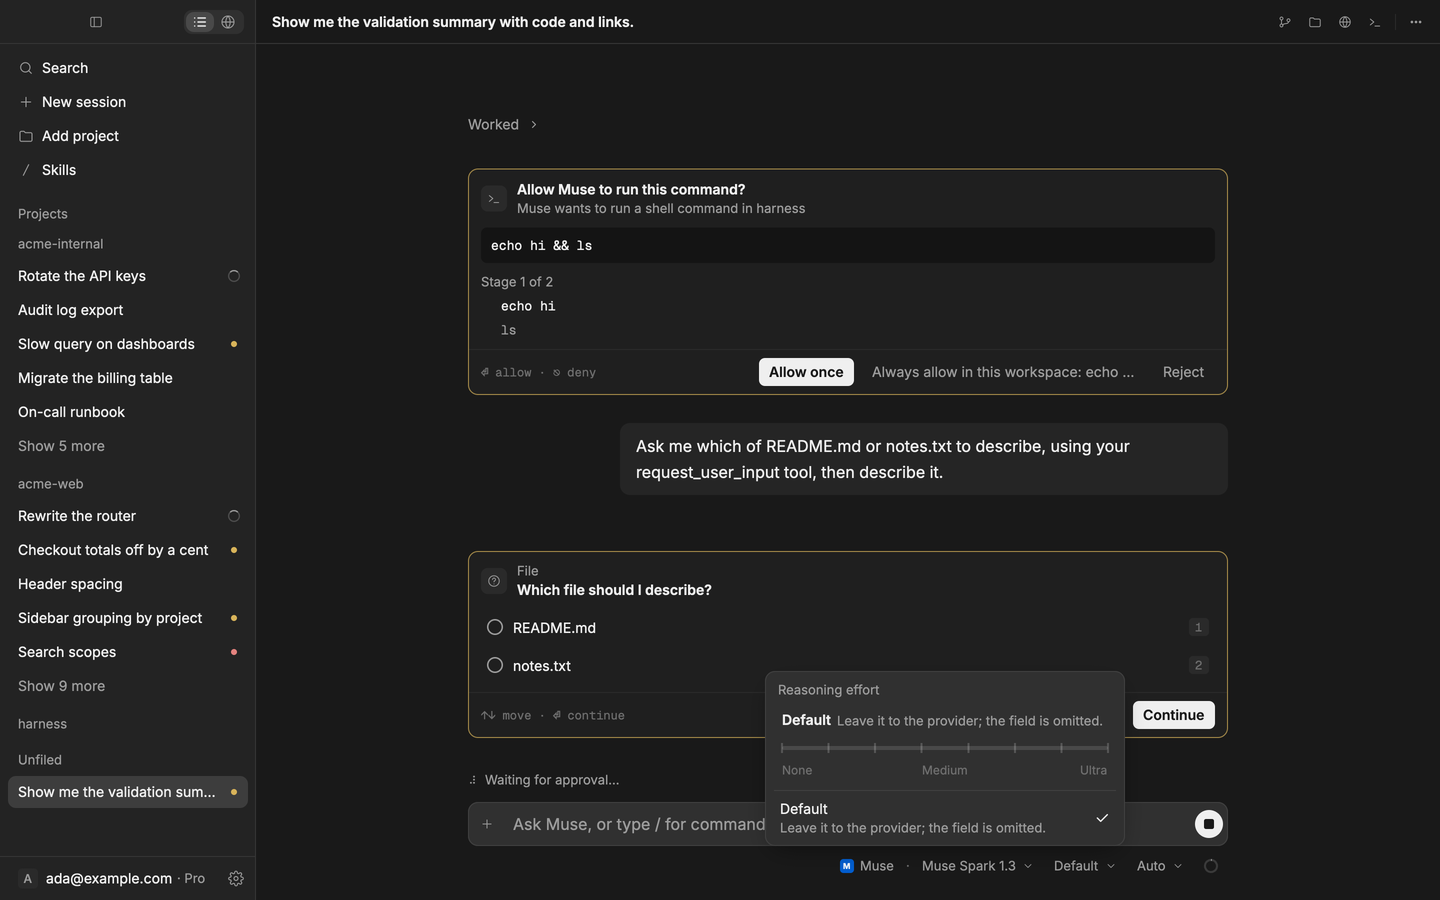 Show me the validation summary with code and links.
Search
New session
Add project
Skills
Projects
acme-internal
Rotate the API keys
Audit log export
Slow query on dashboards
Migrate the billing table
On-call runbook
Show 5 more
acme-web
Rewrite the router
Checkout totals off by a cent
Header spacing
Sidebar grouping by project
Search scopes
Show 9 more
harness
Unfiled
Show me the validation sum...
A ada@example.com · Pro
Worked
Allow Muse to run this command?
Muse wants to run a shell command in harness
echo hi && ls
Stage 1 of 2
echo hi
ls
allow · deny
Allow once
Always allow in this workspace: echo ...
Reject
Ask me which of README.md or notes.txt to describe, using your
request_user_input tool, then describe it.
File
Which file should I describe?
README.md 1
notes.txt 2
move · continue
Continue
Reasoning effort
Default Leave it to the provider; the field is omitted.
None Medium Ultra
Default
Leave it to the provider; the field is omitted.
Waiting for approval...
Ask Muse, or type / for command
M Muse · Muse Spark 1.3 Default Auto